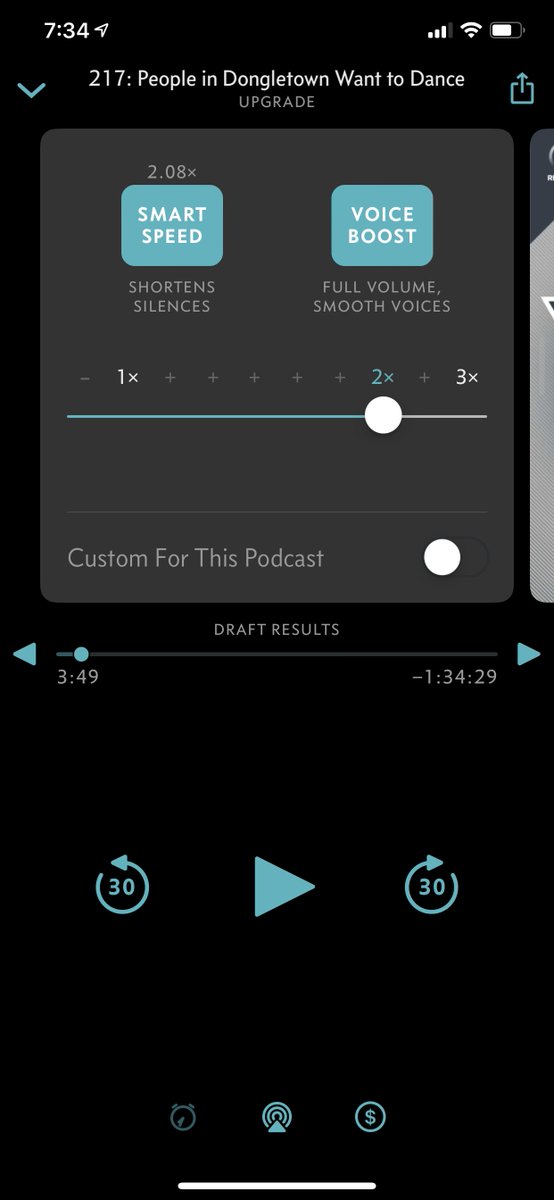 7:34
217: People in Dongletown Want to Dance
UPGRADE
2.08×
SMART
SPEED
SHORTENS
SILENCES
VOICE
BOOST
FULL VOLUME,
SMOOTH VOICES
– 1× + + + + + 2× + 3×
Custom For This Podcast
DRAFT RESULTS
3:49
–1:34:29
30
30
$